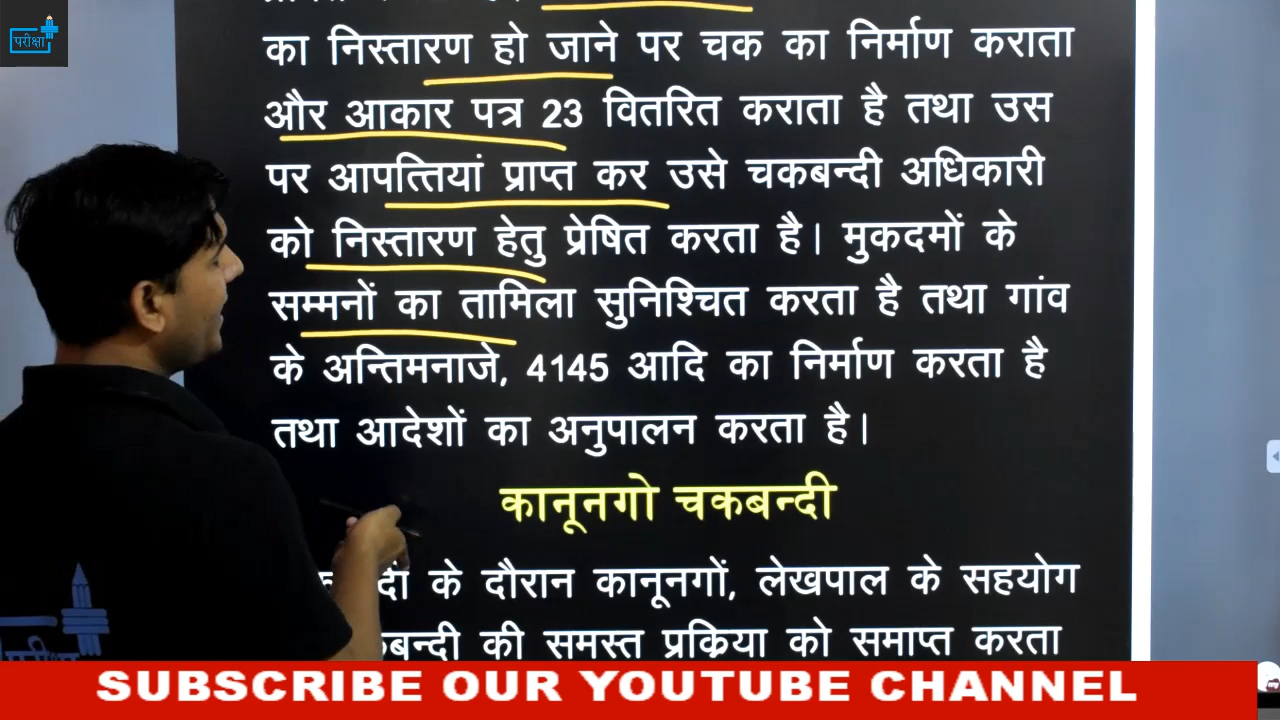 परीक्षा
का निस्तारण हो जाने पर चक का निर्माण कराता
और आकार पत्र 23 वितरित कराता है तथा उस
पर आपत्तियां प्राप्त कर उसे चकबन्दी अधिकारी
को निस्तारण हेतु प्रेषित करता है। मुकदमों के
सम्मनों का तामिला सुनिश्चित करता है तथा गांव
के अन्तिमनाजे, 4145 आदि का निर्माण करता है
तथा आदेशों का अनुपालन करता है।
कानूनगो चकबन्दी
के दौरान कानूनगों, लेखपाल के सहयोग
की समस्त प्रक्रिया को समाप्त करता
SUBSCRIBE OUR YOUTUBE CHANNEL